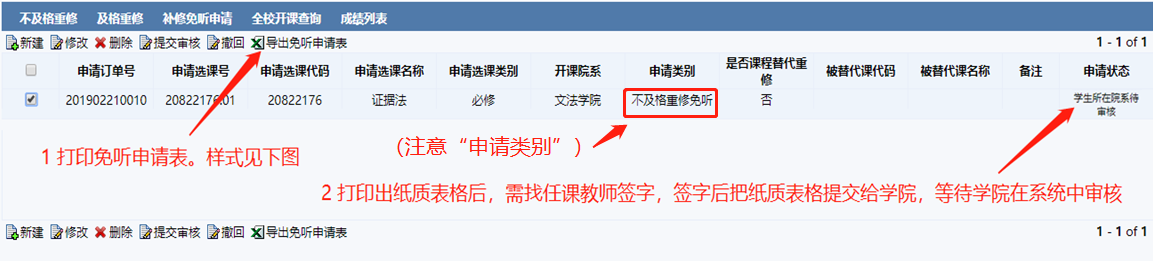 不及格重修 及格重修 补修免听申请 全校开课查询 成绩列表
新建 修改 删除 提交审核 撤回 导出免听申请表 1 - 1 of 1
申请订单号 申请选课号 申请选课代码 申请选课名称 申请选课类别 开课院系 申请类别 是否课程替代重修 被替代课代码 被替代课名称 备注 申请状态
201902210010 20822176.01 20822176 证据法 必修 文法学院 不及格重修免听 否 学生所在院系待审核
（注意“申请类别”）
1 打印免听申请表。样式见下图
2 打印出纸质表格后，需找任课教师签字，签字后把纸质表格提交给学院，等待学院在系统中审核
新建 修改 删除 提交审核 撤回 导出免听申请表 1 - 1 of 1